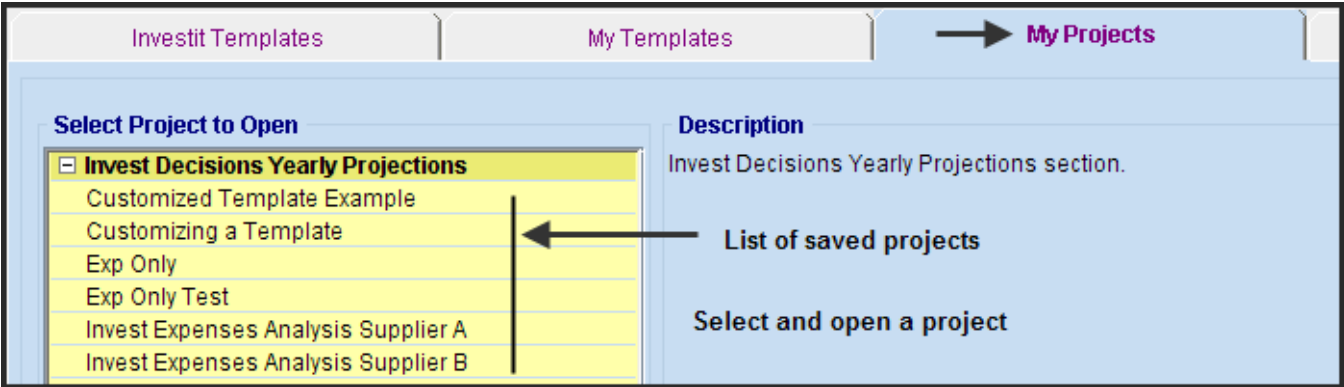 Investit Templates
My Templates
My Projects
Select Project to Open
Invest Decisions Yearly Projections
Customized Template Example
Customizing a Template
Exp Only
Exp Only Test
Invest Expenses Analysis Supplier A
Invest Expenses Analysis Supplier B
Description
Invest Decisions Yearly Projections section.
List of saved projects
Select and open a project